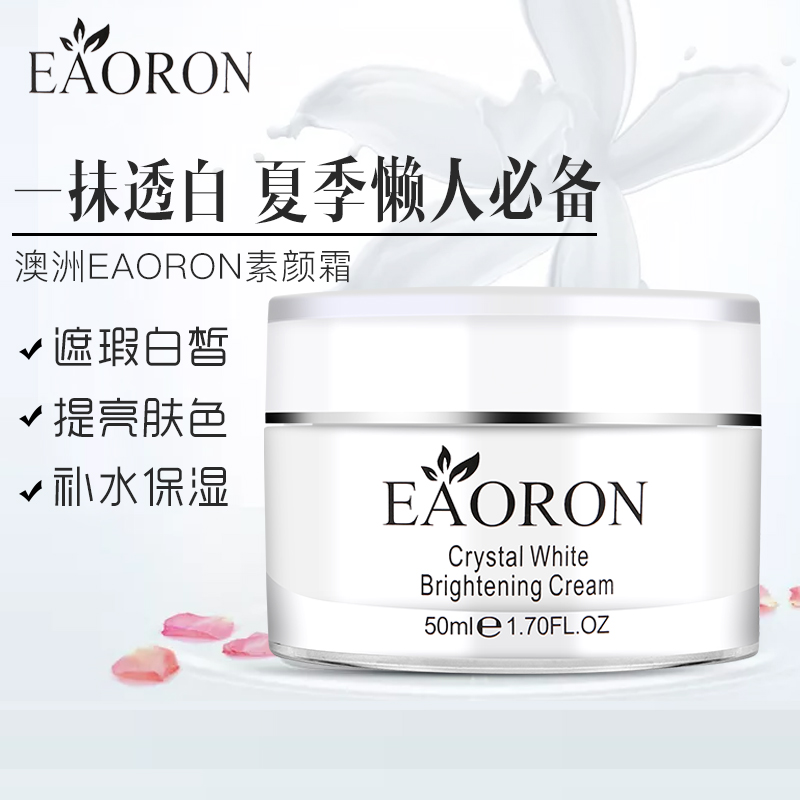 EAORON
一抹透白 夏季懒人必备
澳洲EAORON素颜霜
遮瑕白皙
提亮肤色
补水保湿
EAORON
Crystal White
Brightening Cream
50ml℮1.70FL.OZ